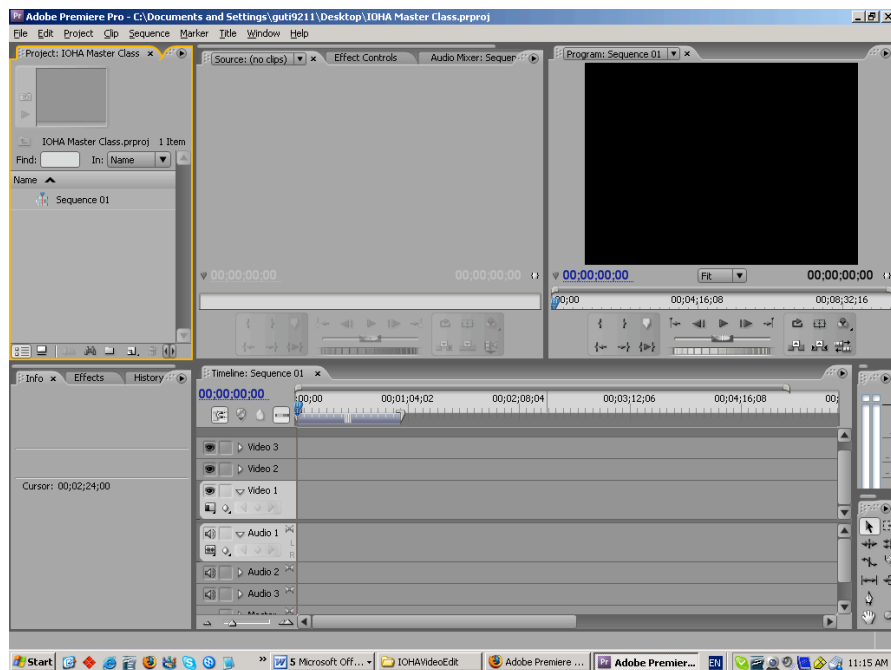 Adobe Premiere Pro - C:\Documents and Settings\guti9211\Desktop\IOHA Master Class.prproj
File Edit Project Clip Sequence Marker Title Window Help
Project: IOHA Master Class
Source: (no clips) Effect Controls Audio Mixer: Sequen
Program: Sequence 01
IOHA Master Class.prproj 1 Item
Find: In: Name
Name
Sequence 01
00;00;00;00 00;00;00;00
00;00;00;00 Fit 00;00;00;00
00;00 00;04;16;08 00;08;32;16
Info Effects History
Timeline: Sequence 01
00;00;00;00
;00;00 00;01;04;02 00;02;08;04 00;03;12;06 00;04;16;08 00;
Video 3
Video 2
Cursor: 00;02;24;00
Video 1
Audio 1
L
R
Audio 2
Audio 3
Start » 5 Microsoft Off... IOHAVideoEdit Adobe Premiere ... Adobe Premier... EN 11:15 AM